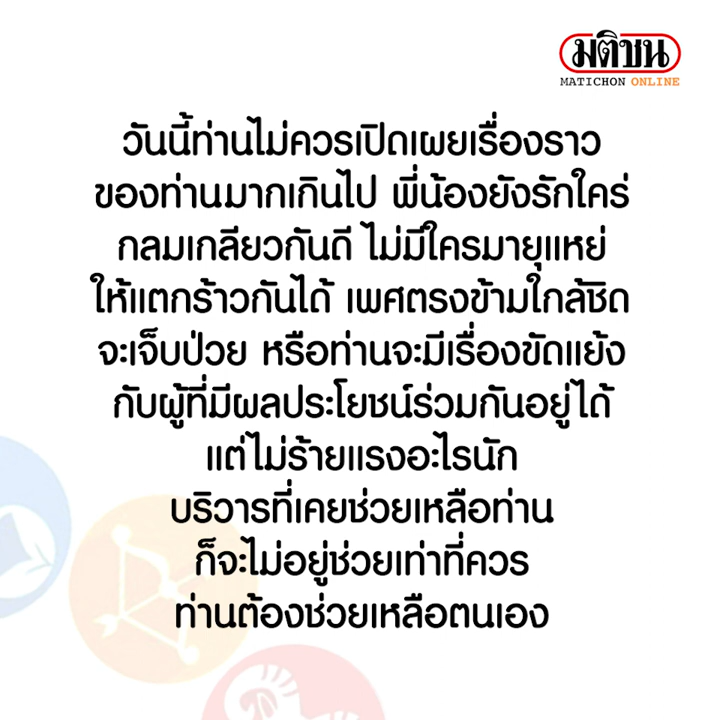 มติชน
MATICHON ONLINE
วันนี้ท่านไม่ควรเปิดเผยเรื่องราว
ของท่านมากเกินไป พี่น้องยังรักใคร่
กลมเกลียวกันดี ไม่มีใครมายุแหย่
ให้แตกร้าวกันได้ เพศตรงข้ามใกล้ชิด
จะเจ็บป่วย หรือท่านจะมีเรื่องขัดแย้ง
กับผู้ที่มีผลประโยชน์ร่วมกันอยู่ได้
แต่ไม่ร้ายแรงอะไรนัก
บริวารที่เคยช่วยเหลือท่าน
ก็จะไม่อยู่ช่วยเท่าที่ควร
ท่านต้องช่วยเหลือตนเอง